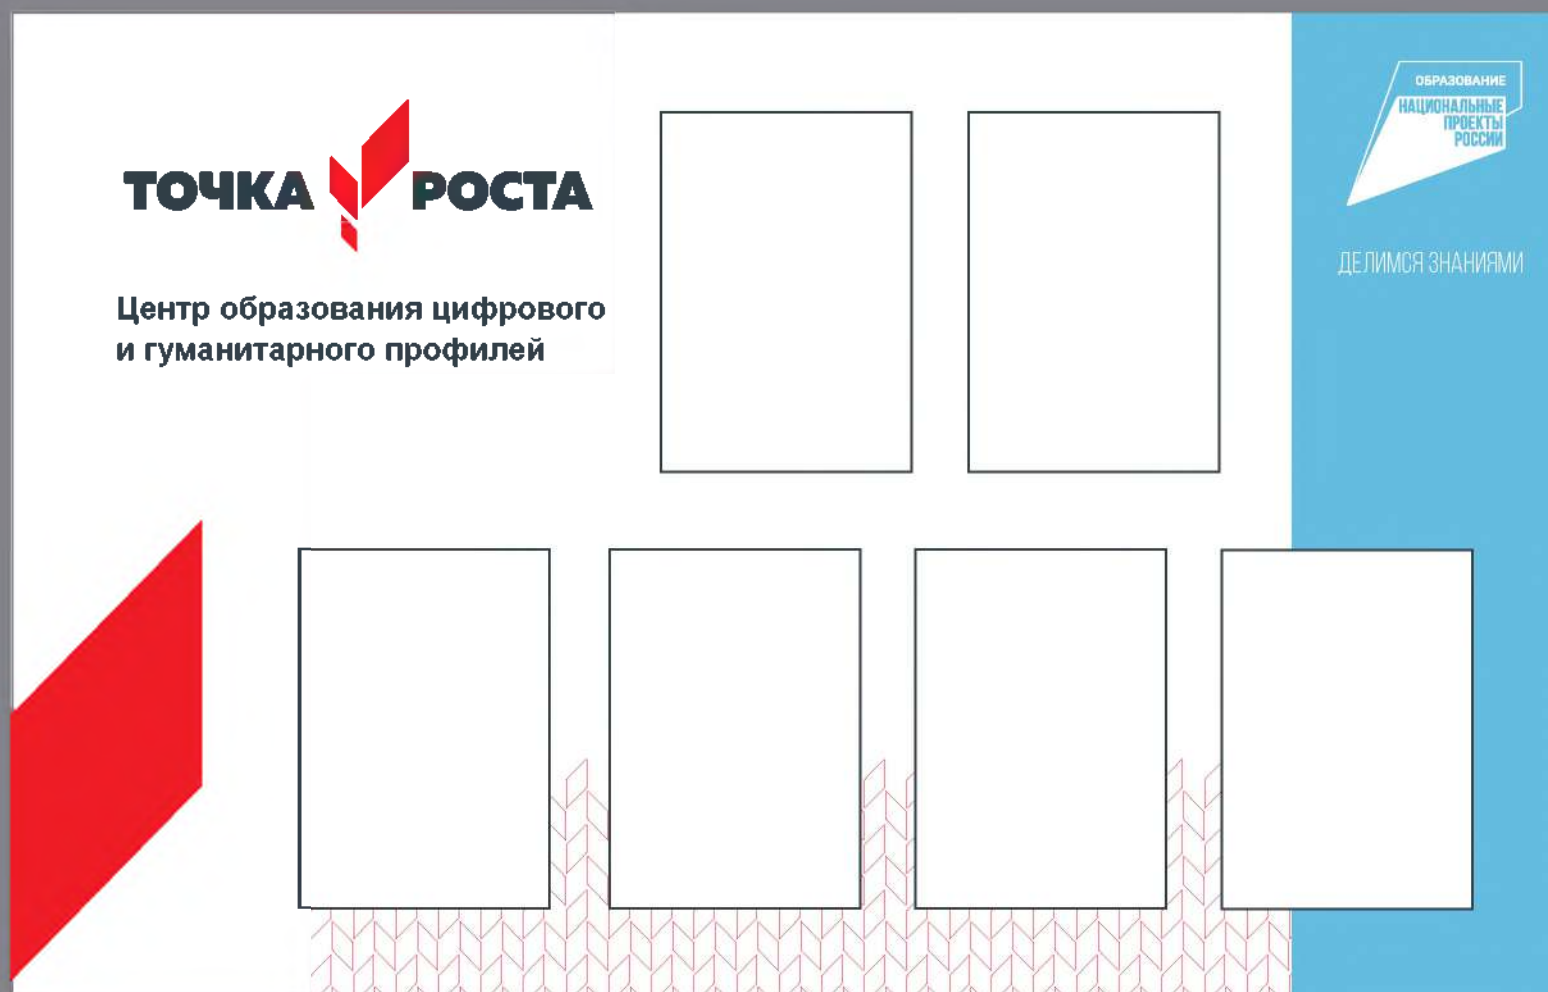 ТОЧКА РОСТА
Центр образования цифрового
и гуманитарного профилей
ОБРАЗОВАНИЕ
НАЦИОНАЛЬНЫЕ
ПРОЕКТЫ
РОССИИ
ДЕЛИМСЯ ЗНАНИЯМИ